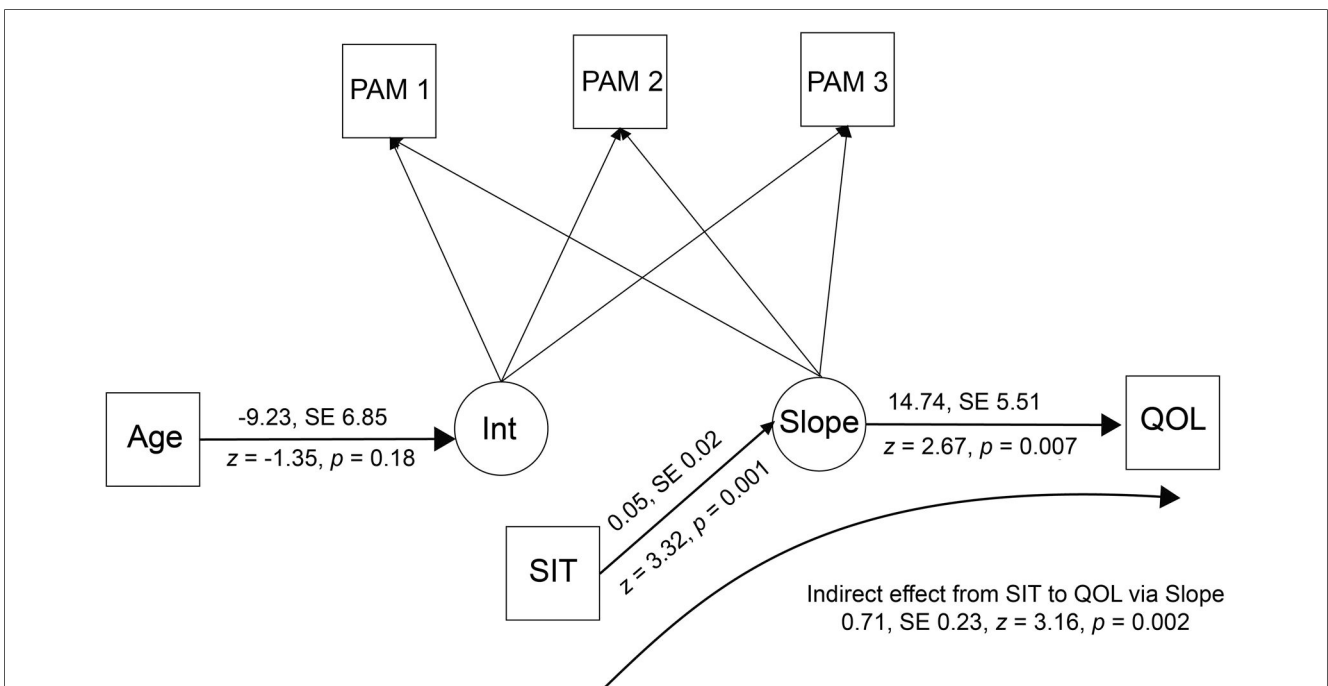 PAM 1
PAM 2
PAM 3
Age
-9.23, SE 6.85
z = -1.35, p = 0.18
Int
Slope
14.74, SE 5.51
z = 2.67, p = 0.007
QOL
SIT
0.05, SE 0.02
z = 3.32, p = 0.001
Indirect effect from SIT to QOL via Slope
0.71, SE 0.23, z = 3.16, p = 0.002